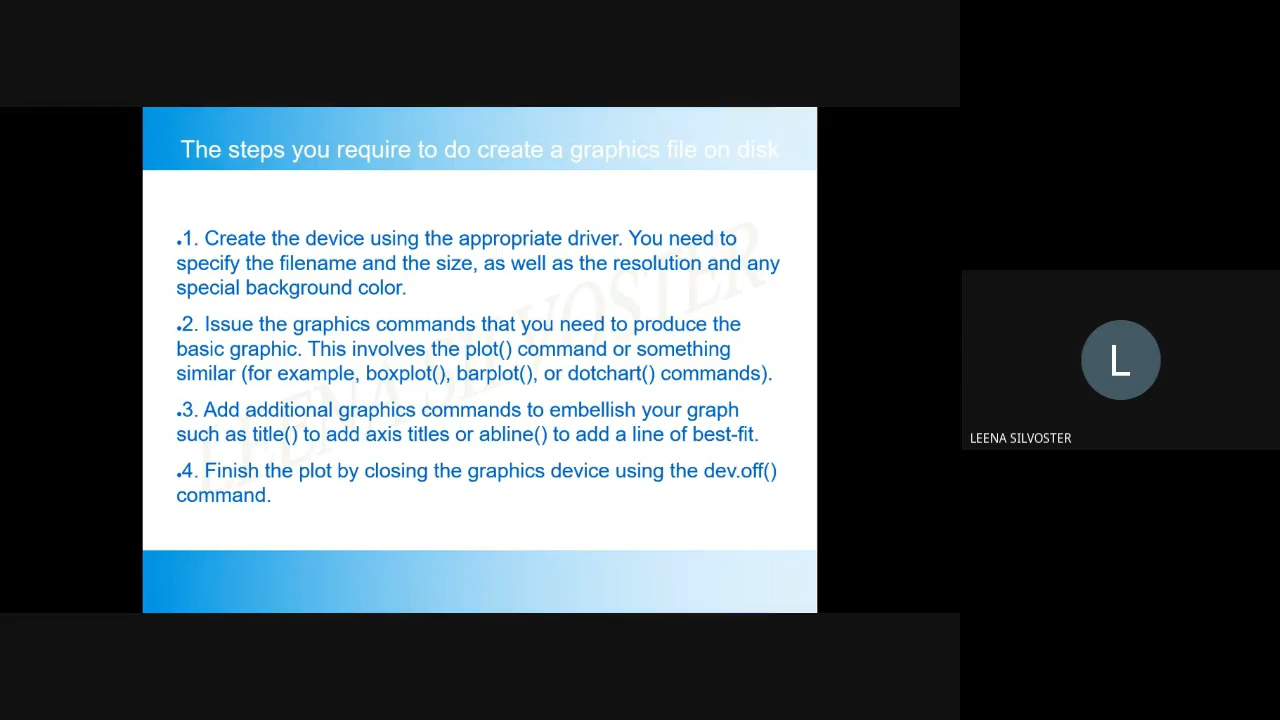 The steps you require to do create a graphics file on disk
•1. Create the device using the appropriate driver. You need to
specify the filename and the size, as well as the resolution and any
special background color.
•2. Issue the graphics commands that you need to produce the
basic graphic. This involves the plot() command or something
similar (for example, boxplot(), barplot(), or dotchart() commands).
•3. Add additional graphics commands to embellish your graph
such as title() to add axis titles or abline() to add a line of best-fit.
•4. Finish the plot by closing the graphics device using the dev.off()
command.
LEENA SILVOSTER
L
LEENA SILVOSTER